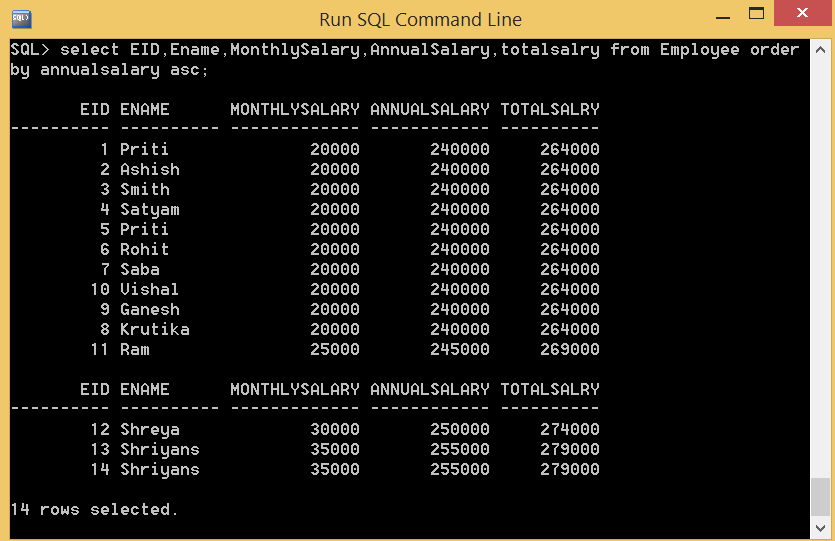 Run SQL Command Line
SQL> select EID,Ename,MonthlySalary,AnnualSalary,totalsalry from Employee order
by annualsalary asc;
EID ENAME MONTHLYSALARY ANNUALSALARY TOTALSALRY
---------- ---------- ------------- ------------ ----------
1 Priti 20000 240000 264000
2 Ashish 20000 240000 264000
3 Smith 20000 240000 264000
4 Satyam 20000 240000 264000
5 Priti 20000 240000 264000
6 Rohit 20000 240000 264000
7 Saba 20000 240000 264000
10 Vishal 20000 240000 264000
9 Ganesh 20000 240000 264000
8 Krutika 20000 240000 264000
11 Ram 25000 245000 269000
EID ENAME MONTHLYSALARY ANNUALSALARY TOTALSALRY
---------- ---------- ------------- ------------ ----------
12 Shreya 30000 250000 274000
13 Shriyans 35000 255000 279000
14 Shriyans 35000 255000 279000
14 rows selected.